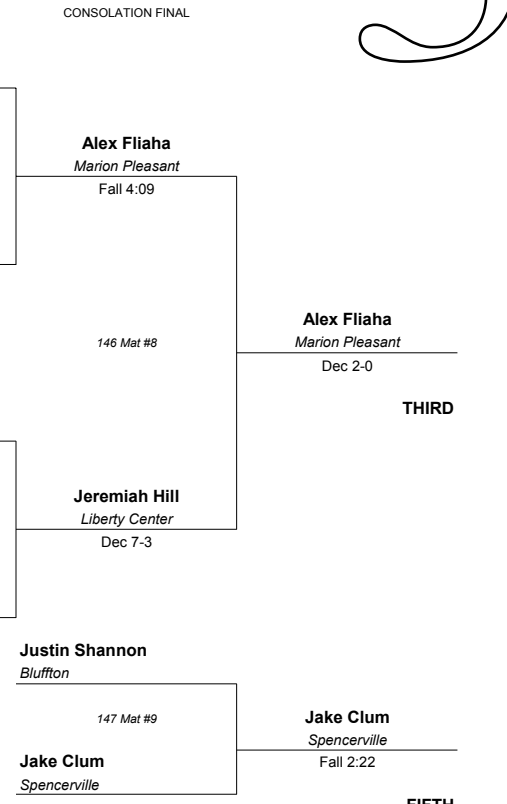 CONSOLATION FINAL
Alex Fliaha
Marion Pleasant
Fall 4:09
146 Mat #8
Alex Fliaha
Marion Pleasant
Dec 2-0
THIRD
Jeremiah Hill
Liberty Center
Dec 7-3
Justin Shannon
Bluffton
147 Mat #9
Jake Clum
Spencerville
Fall 2:22
Jake Clum
Spencerville
FIFTH